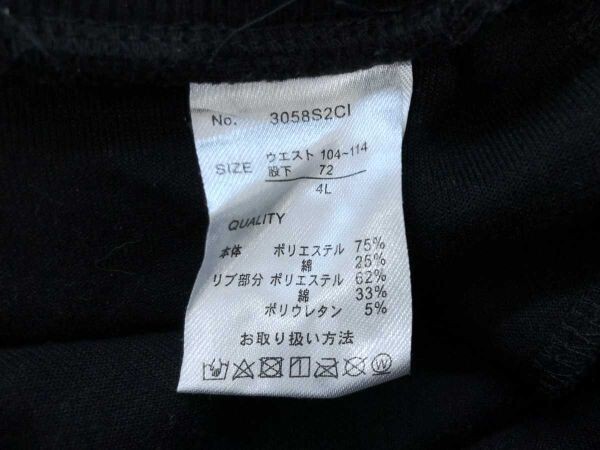 No. 3058S2CI
SIZE ウエスト 104~114
股下 72
4L
QUALITY
本体 ポリエステル 75%
綿 25%
リブ部分 ポリエステル 62%
綿 33%
ポリウレタン 5%
お取り扱い方法